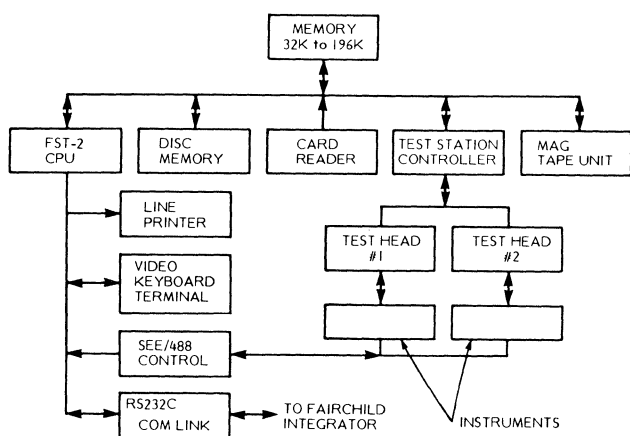 MEMORY
32K to 196K
FST-2
CPU
DISC
MEMORY
CARD
READER
TEST STATION
CONTROLLER
MAG
TAPE UNIT
LINE
PRINTER
TEST HEAD
#1
TEST HEAD
#2
VIDEO
KEYBOARD
TERMINAL
SEE/488
CONTROL
RS232C
COM LINK
TO FAIRCHILD
INTEGRATOR
INSTRUMENTS